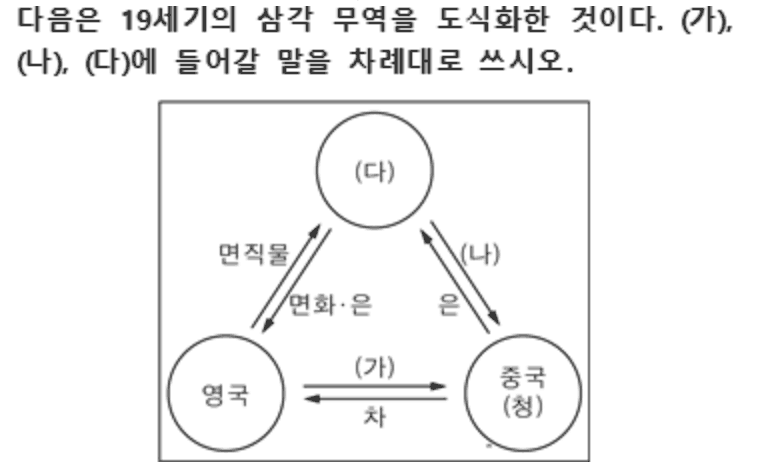 다음은 19세기의 삼각 무역을 도식화한 것이다. (가),
(나), (다)에 들어갈 말을 차례대로 쓰시오.
(다)
면직물
(나)
면화·은
은
영국
(가)
차
중국
(청)